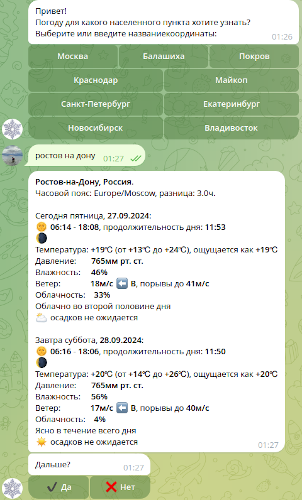 Привет!
Погоду для какого населенного пункта хотите узнать?
Выберите или введите названиекоординаты:
01:26
Москва
Балашиха
Покров
Краснодар
Майкоп
Санкт-Петербург
Екатеринбург
Новосибирск
Владивосток
ростов на дону 01:27
Ростов-на-Дону, Россия.
Часовой пояс: Europe/Moscow, разница: 3.0ч.
Сегодня пятница, 27.09.2024:
06:14 - 18:08, продолжительность дня: 11:53
Температура: +19°C (от +13°C до +24°C), ощущается как +19°C
Давление: 765мм рт. ст.
Влажность: 46%
Ветер: 18м/с ⬅ В, порывы до 41м/с
Облачность: 33%
Облачно во второй половине дня
осадков не ожидается
Завтра суббота, 28.09.2024:
06:16 - 18:06, продолжительность дня: 11:50
Температура: +20°C (от +14°C до +26°C), ощущается как +20°C
Давление: 765мм рт. ст.
Влажность: 56%
Ветер: 17м/с ⬅ В, порывы до 40м/с
Облачность: 4%
Ясно в течение всего дня
осадков не ожидается
01:27
Дальше?
01:27
✔ Да
❌ Нет